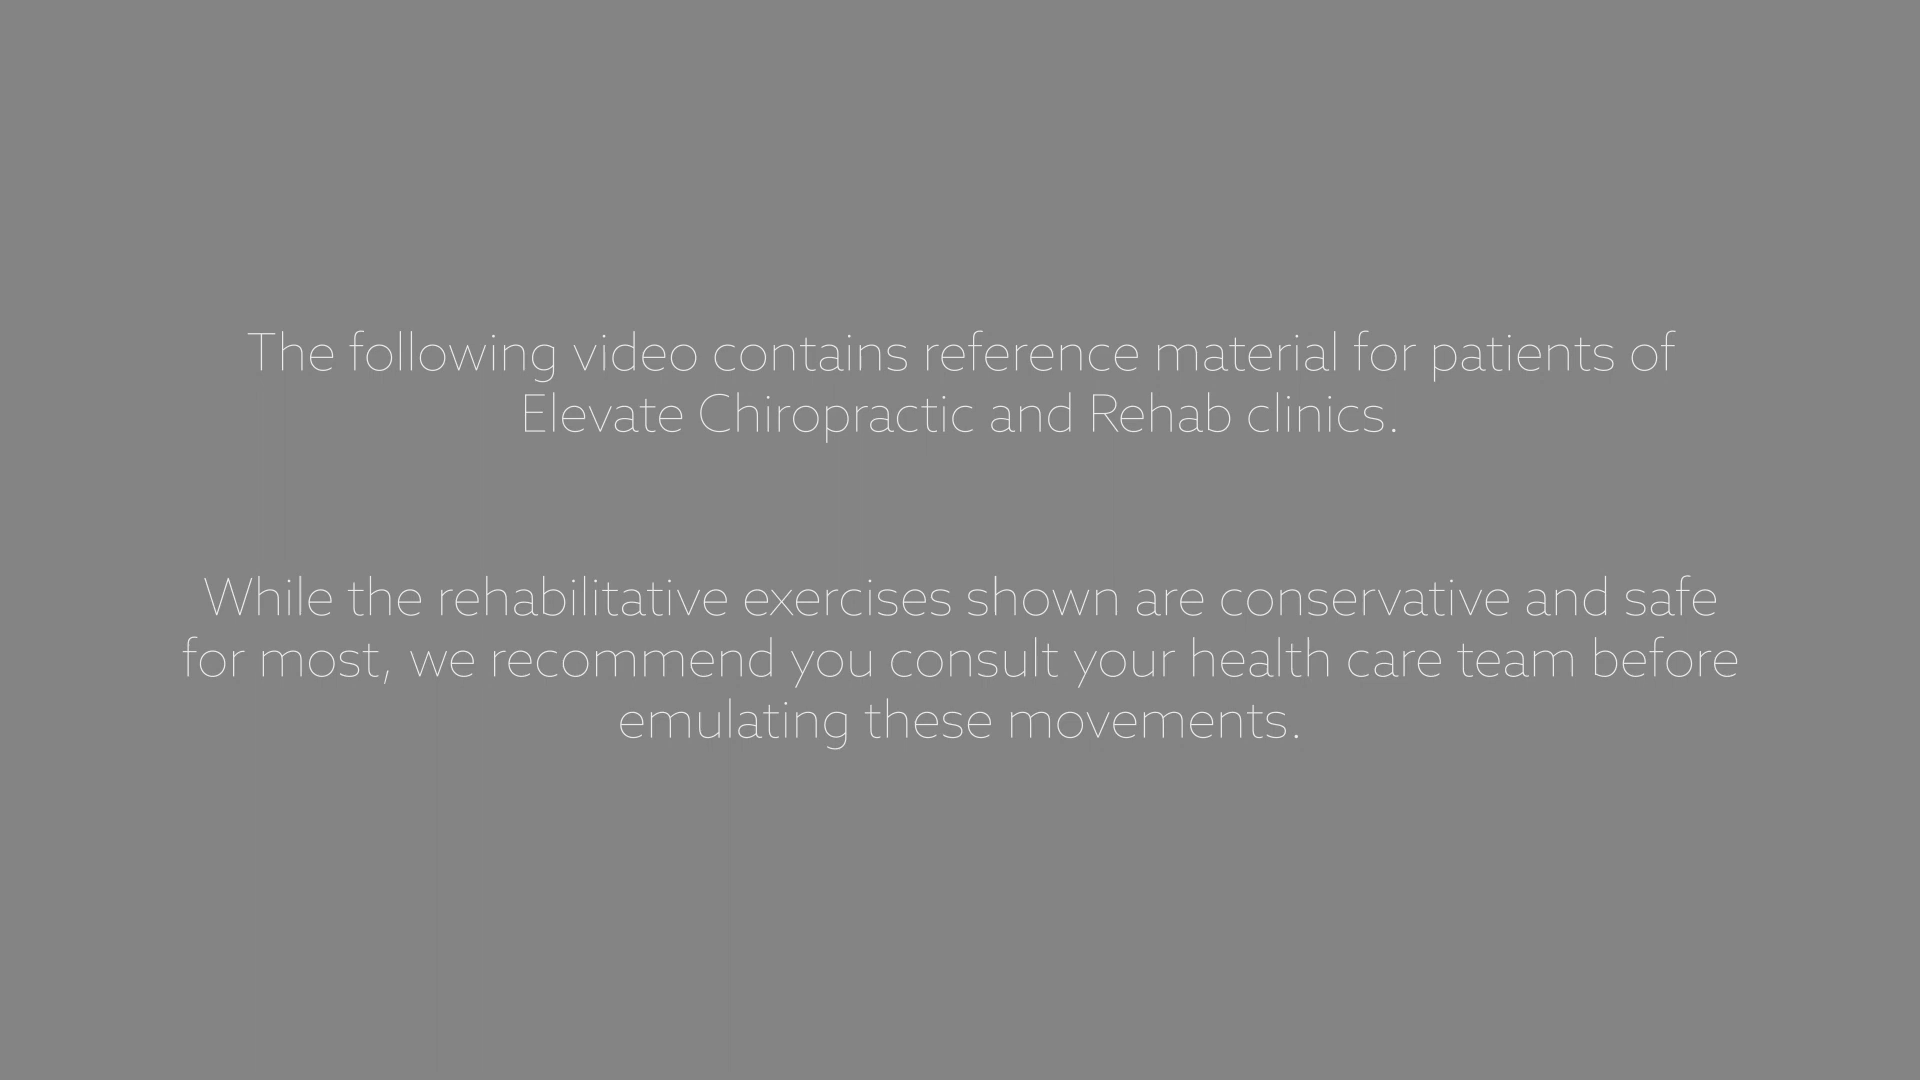 The following video contains reference material for patients of
Elevate Chiropractic and Rehab clinics.
While the rehabilitative exercises shown are conservative and safe
for most, we recommend you consult your health care team before
emulating these movements.